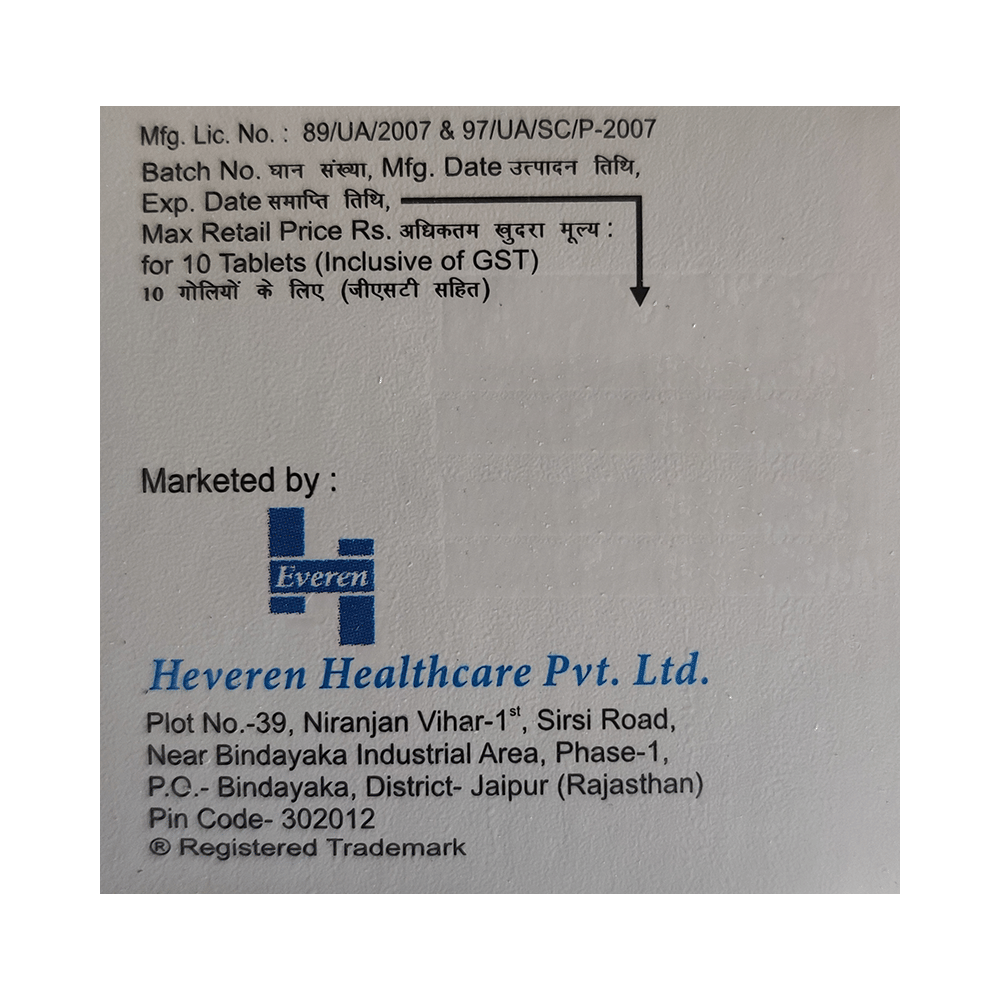 Mfg. Lic. No. : 89/UA/2007 & 97/UA/SC/P-2007
Batch No. घान संख्या, Mfg. Date उत्पादन तिथि,
Exp. Date समाप्ति तिथि,
Max Retail Price Rs. अधिकतम खुदरा मूल्य :
for 10 Tablets (Inclusive of GST)
10 गोलियों के लिए (जीएसटी सहित)
Marketed by :
Everen
Heveren Healthcare Pvt. Ltd.
Plot No.-39, Niranjan Vihar-1st, Sirsi Road,
Near Bindayaka Industrial Area, Phase-1,
P.O.- Bindayaka, District- Jaipur (Rajasthan)
Pin Code- 302012
® Registered Trademark